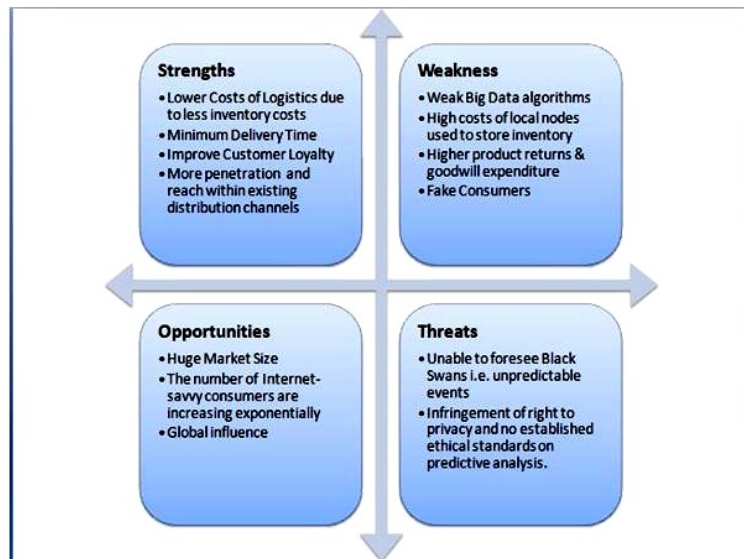 Strengths
•Lower Costs of Logistics due
to less inventory costs
•Minimum Delivery Time
•Improve Customer Loyalty
•More penetration and
reach within existing
distribution channels
Weakness
•Weak Big Data algorithms
•High costs of local nodes
used to store inventory
•Higher product returns &
goodwill expenditure
•Fake Consumers
Opportunities
•Huge Market Size
•The number of Internet-
savvy consumers are
increasing exponentially
•Global influence
Threats
•Unable to foresee Black
Swans i.e. unpredictable
events
•Infringement of right to
privacy and no established
ethical standards on
predictive analysis.